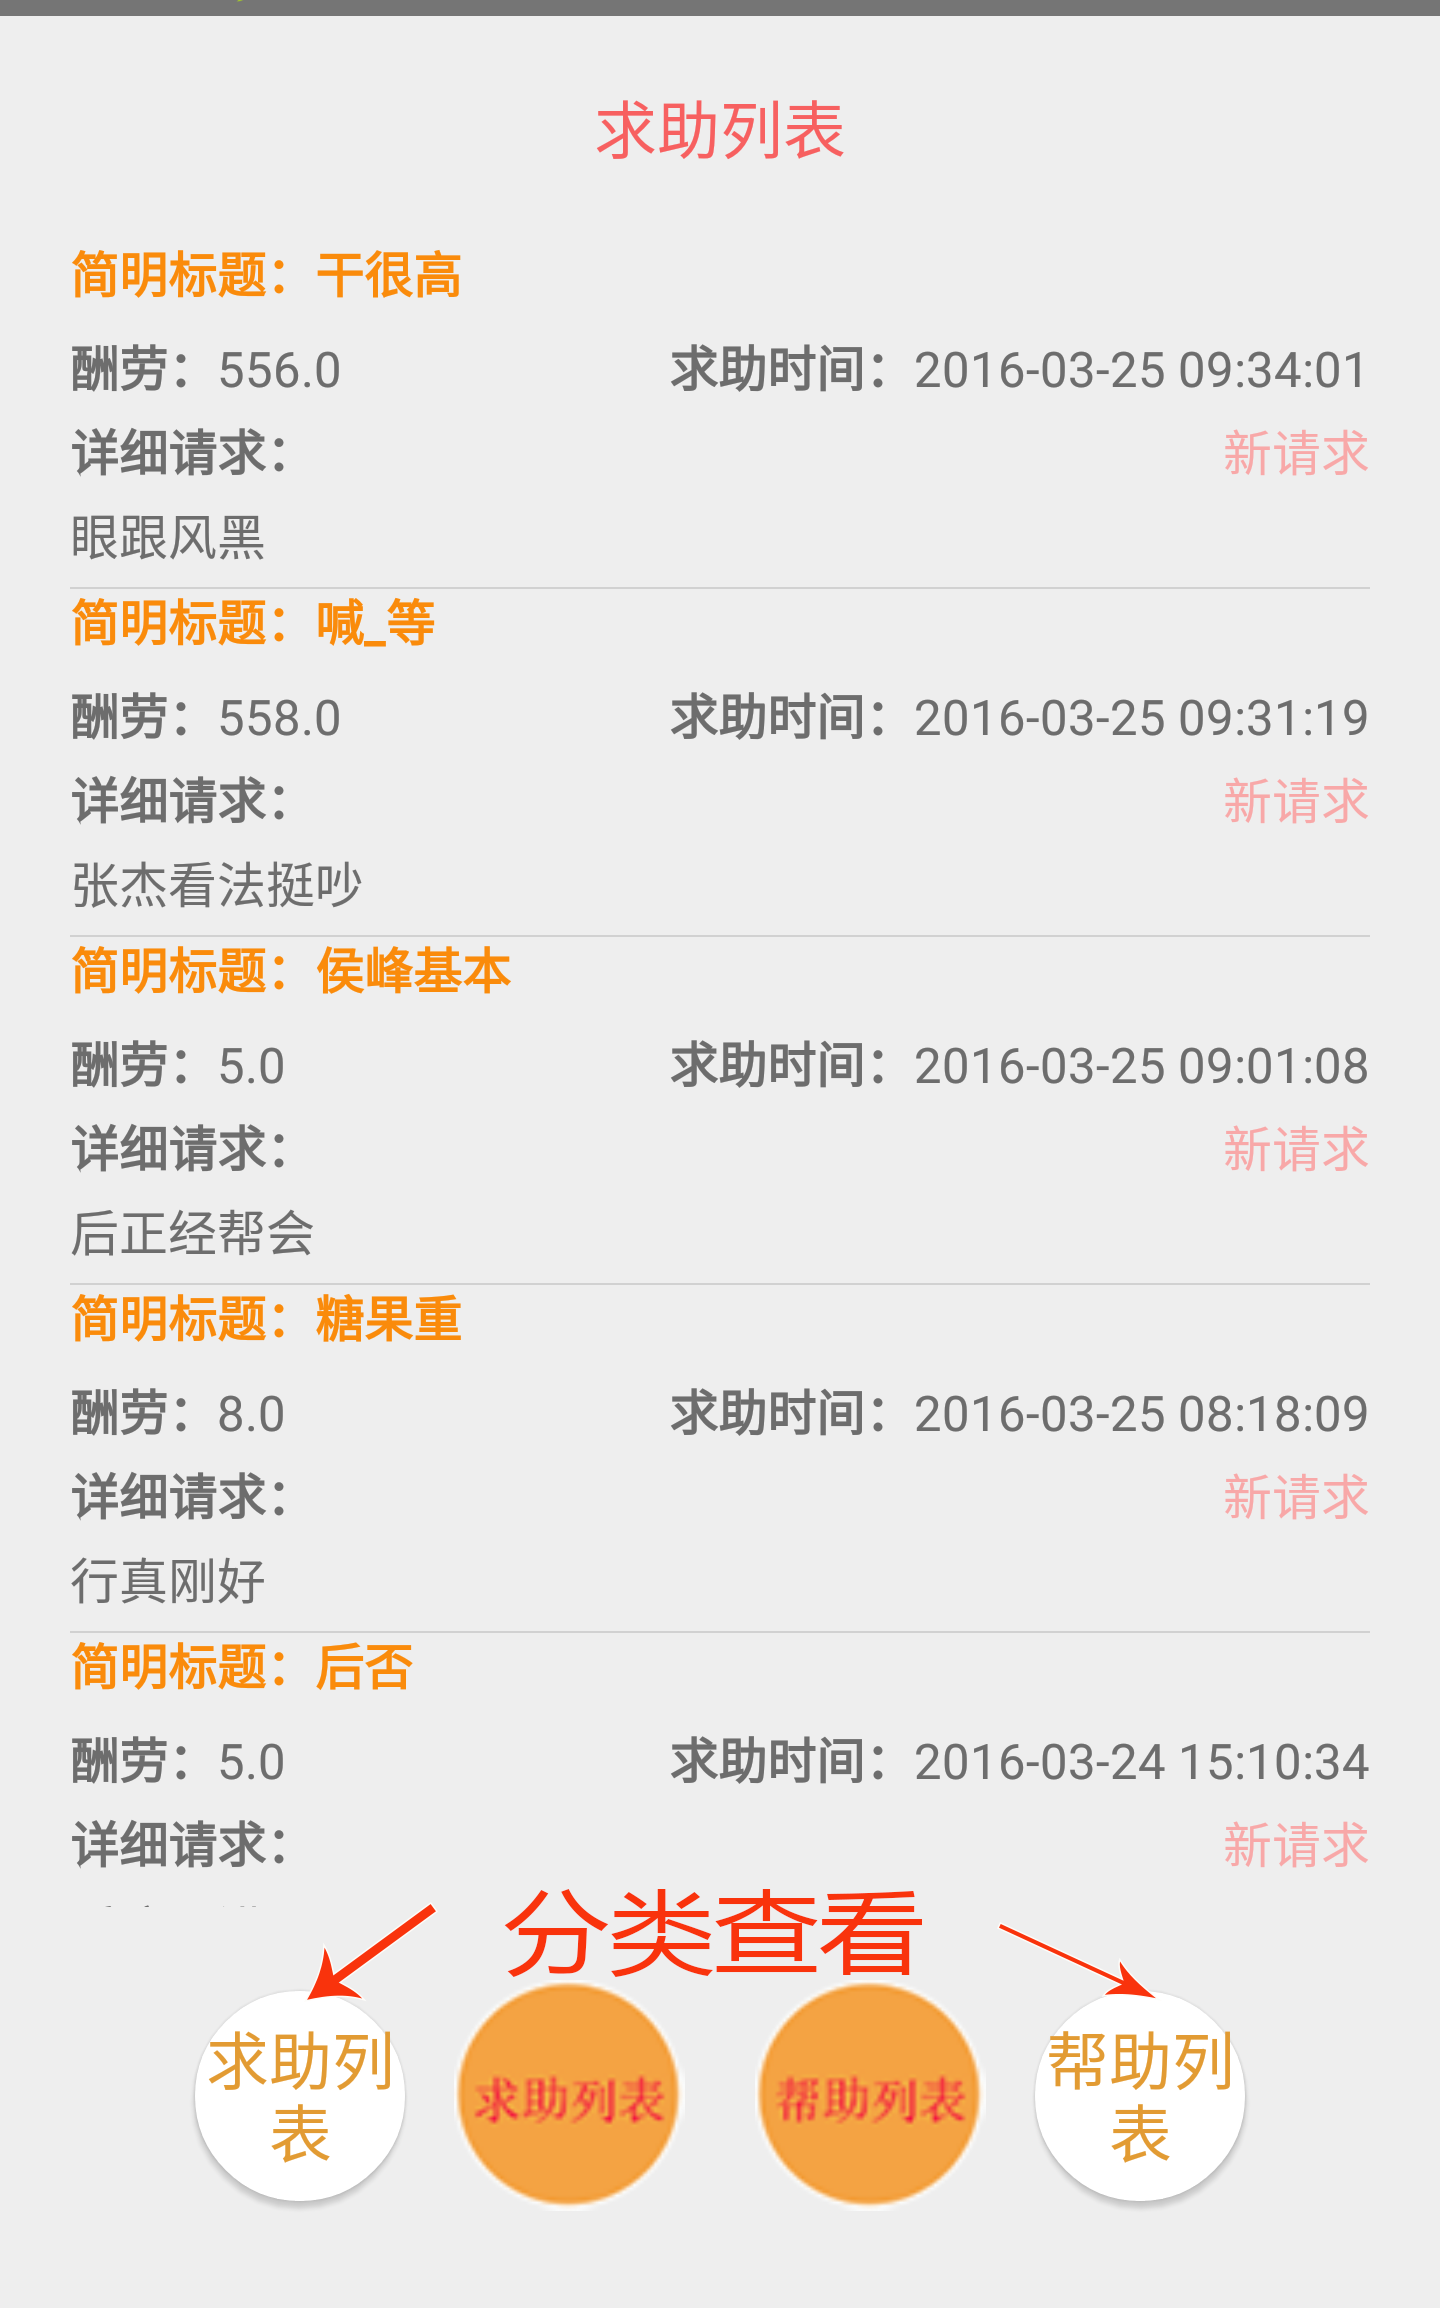 求助列表
简明标题：干很高
酬劳：556.0 求助时间：2016-03-25 09:34:01
详细请求： 新请求
眼跟风黑
简明标题：喊_等
酬劳：558.0 求助时间：2016-03-25 09:31:19
详细请求： 新请求
张杰看法挺吵
简明标题：侯峰基本
酬劳：5.0 求助时间：2016-03-25 09:01:08
详细请求： 新请求
后正经帮会
简明标题：糖果重
酬劳：8.0 求助时间：2016-03-25 08:18:09
详细请求： 新请求
行真刚好
简明标题：后否
酬劳：5.0 求助时间：2016-03-24 15:10:34
详细请求： 新请求
分类查看
求助列
表
求助列表
帮助列表
帮助列
表